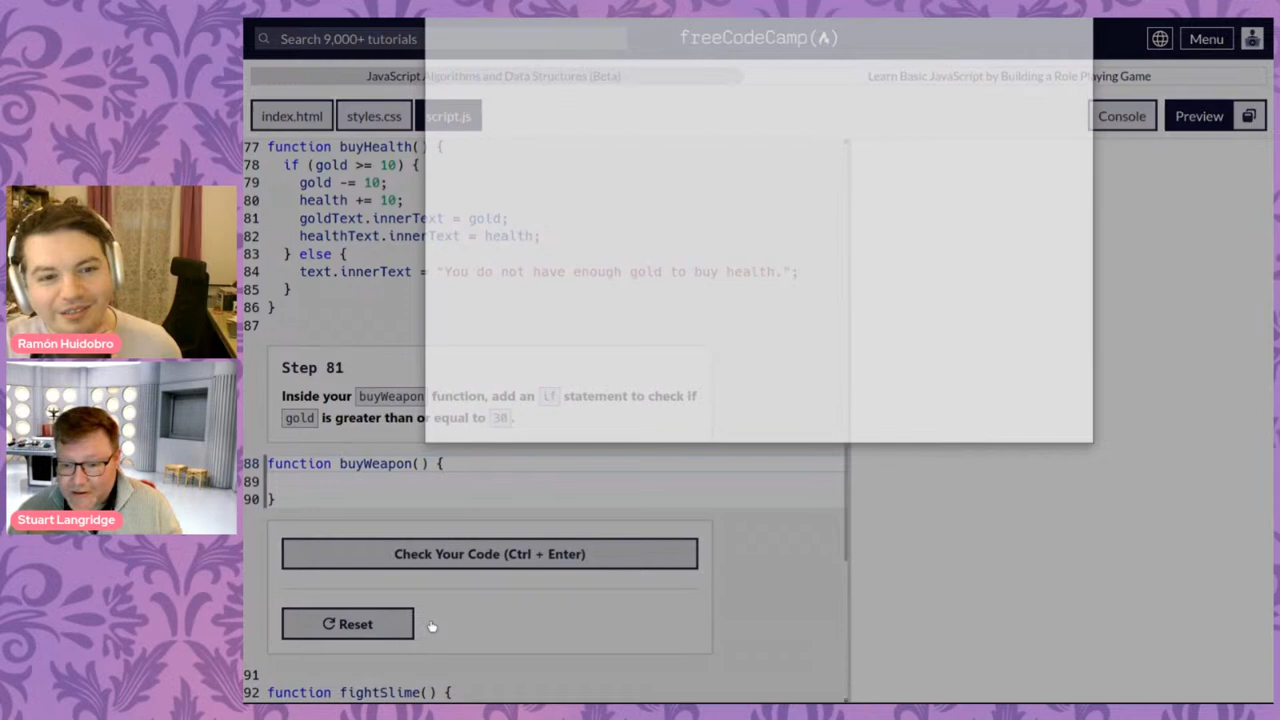 Search 9,000+ tutorials
freeCodeCamp
Menu
JavaScript Algorithms and Data Structures (Beta)
Learn Basic JavaScript by Building a Role Playing Game
index.html
styles.css
script.js
Console
Preview
77 function buyHealth() {
78 if (gold >= 10) {
79 gold -= 10;
80 health += 10;
81 goldText.innerText = gold;
82 healthText.innerText = health;
83 } else {
84 text.innerText = "You do not have enough gold to buy health.";
85 }
86 }
87
Step 81
Inside your buyWeapon function, add an if statement to check if
gold is greater than or equal to 30.
88 function buyWeapon() {
89
90 }
Check Your Code (Ctrl + Enter)
Reset
91
92 function fightSlime() {
Ramón Huidobro
Stuart Langridge